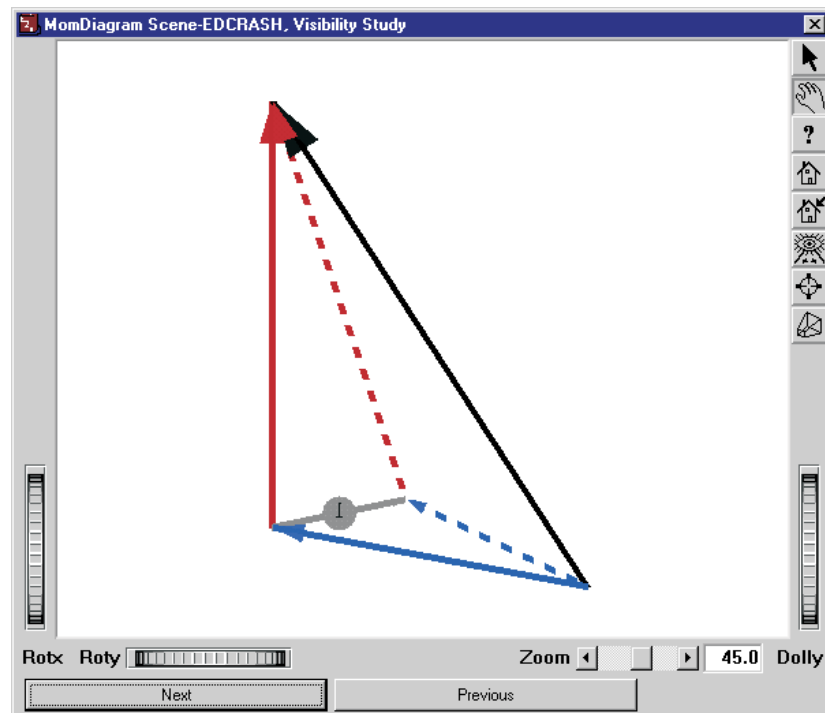 MomDiagram Scene-EDCRASH, Visibility Study
?
I
Rotx Roty Zoom 45.0 Dolly
Next Previous